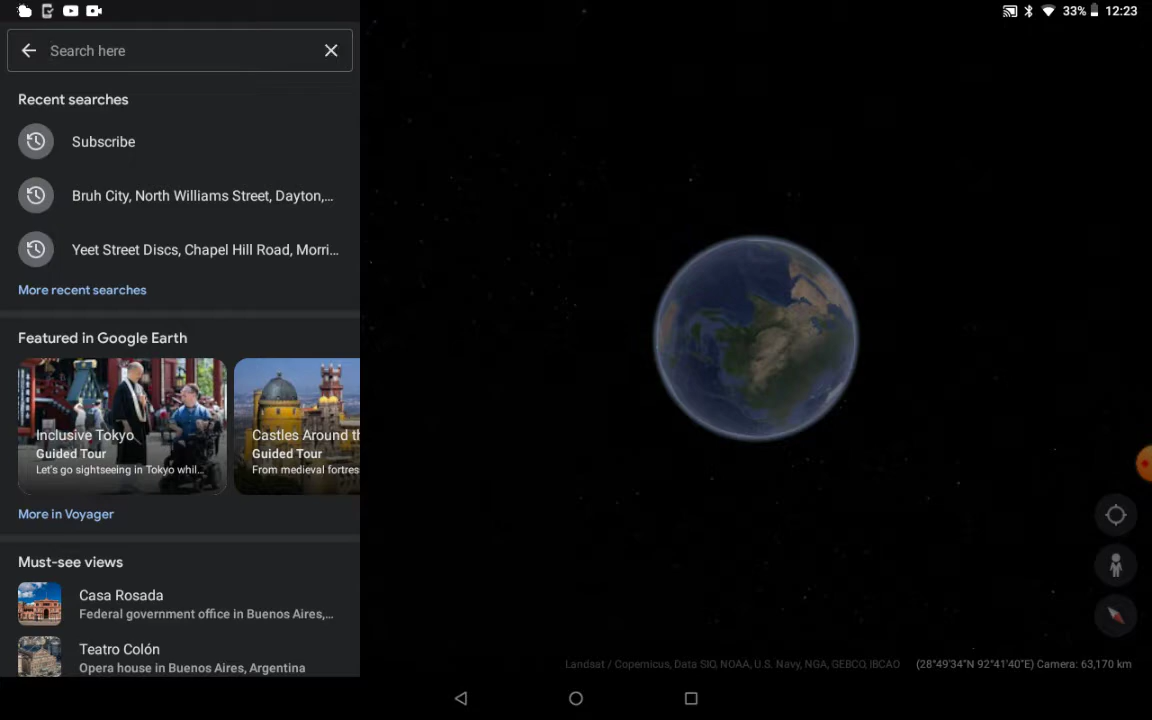 33% 12:23
Search here
Recent searches
Subscribe
Bruh City, North Williams Street, Dayton,...
Yeet Street Discs, Chapel Hill Road, Morri...
More recent searches
Featured in Google Earth
Inclusive Tokyo
Guided Tour
Let's go sightseeing in Tokyo whil...
Castles Around th
Guided Tour
From medieval fortres
More in Voyager
Must-see views
Casa Rosada
Federal government office in Buenos Aires,...
Teatro Colón
Opera house in Buenos Aires, Argentina
Landsat / Copernicus, Data SIO, NOAA, U.S. Navy, NGA, GEBCO, IBCAO (28°49'34"N 92°41'40"E) Camera: 63,170 km